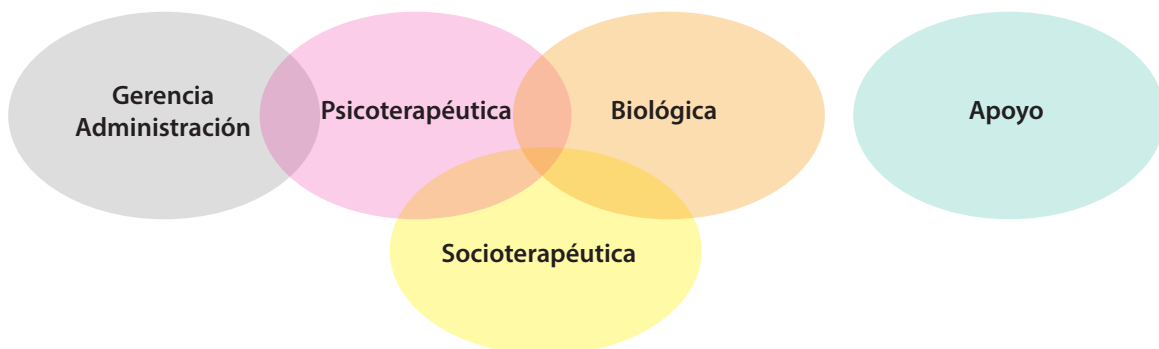 Gerencia
Administración
Psicoterapéutica
Biológica
Apoyo
Socioterapéutica